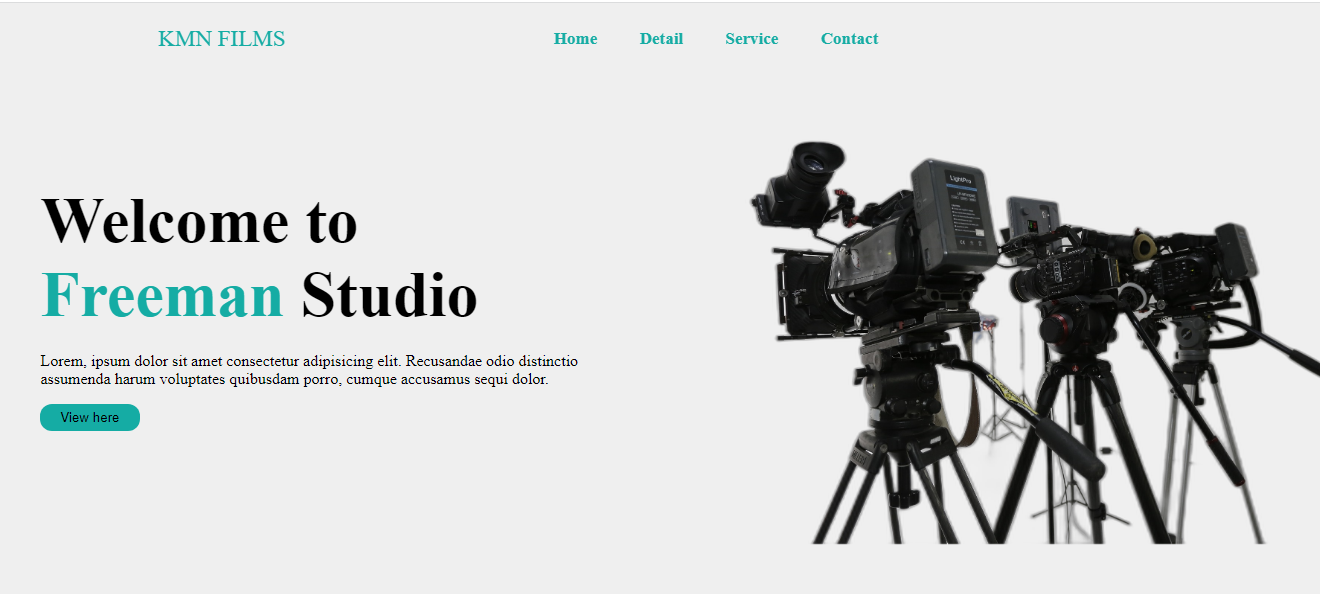 KMN FILMS
Home Detail Service Contact
Welcome to
Freeman Studio
Lorem, ipsum dolor sit amet consectetur adipisicing elit. Recusandae odio distinctio
assumenda harum voluptates quibusdam porro, cumque accusamus sequi dolor.
View here
LightPro